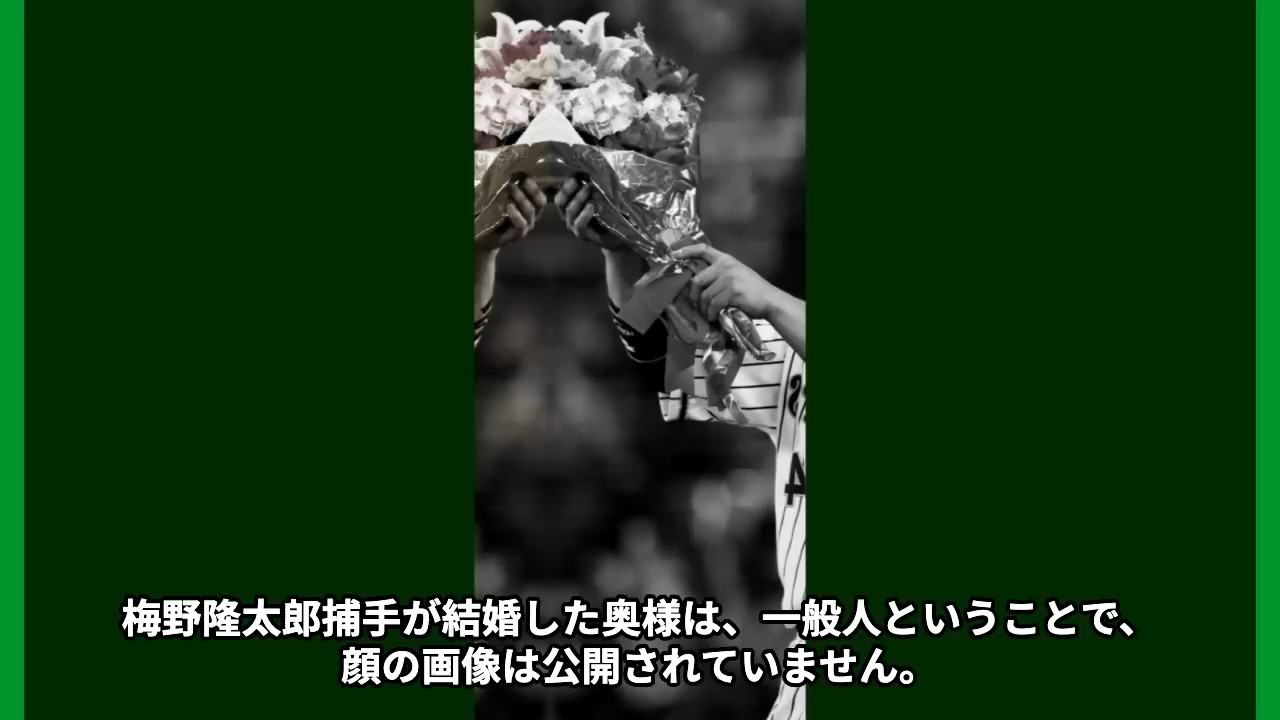 4
梅野隆太郎捕手が結婚した奥様は、一般人ということで、
顔の画像は公開されていません。